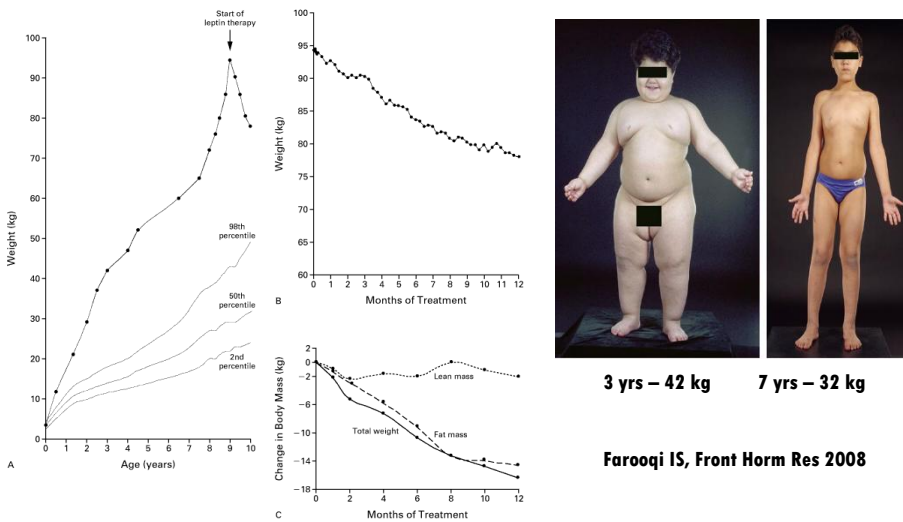 Start of
leptin therapy
100
90
80
70
60
50
40
30
20
10
0
Weight (kg)
98th
percentile
50th
percentile
2nd
percentile
0 1 2 3 4 5 6 7 8 9 10
Age (years)
A
100
95
90
85
80
75
70
65
60
Weight (kg)
0 1 2 3 4 5 6 7 8 9 10 11 12
Months of Treatment
B
2
0
−2
−6
−10
−14
−18
Change in Body Mass (kg)
Lean mass
Total weight
Fat mass
0 2 4 6 8 10 12
Months of Treatment
C
3 yrs – 42 kg
7 yrs – 32 kg
Farooqi IS, Front Horm Res 2008